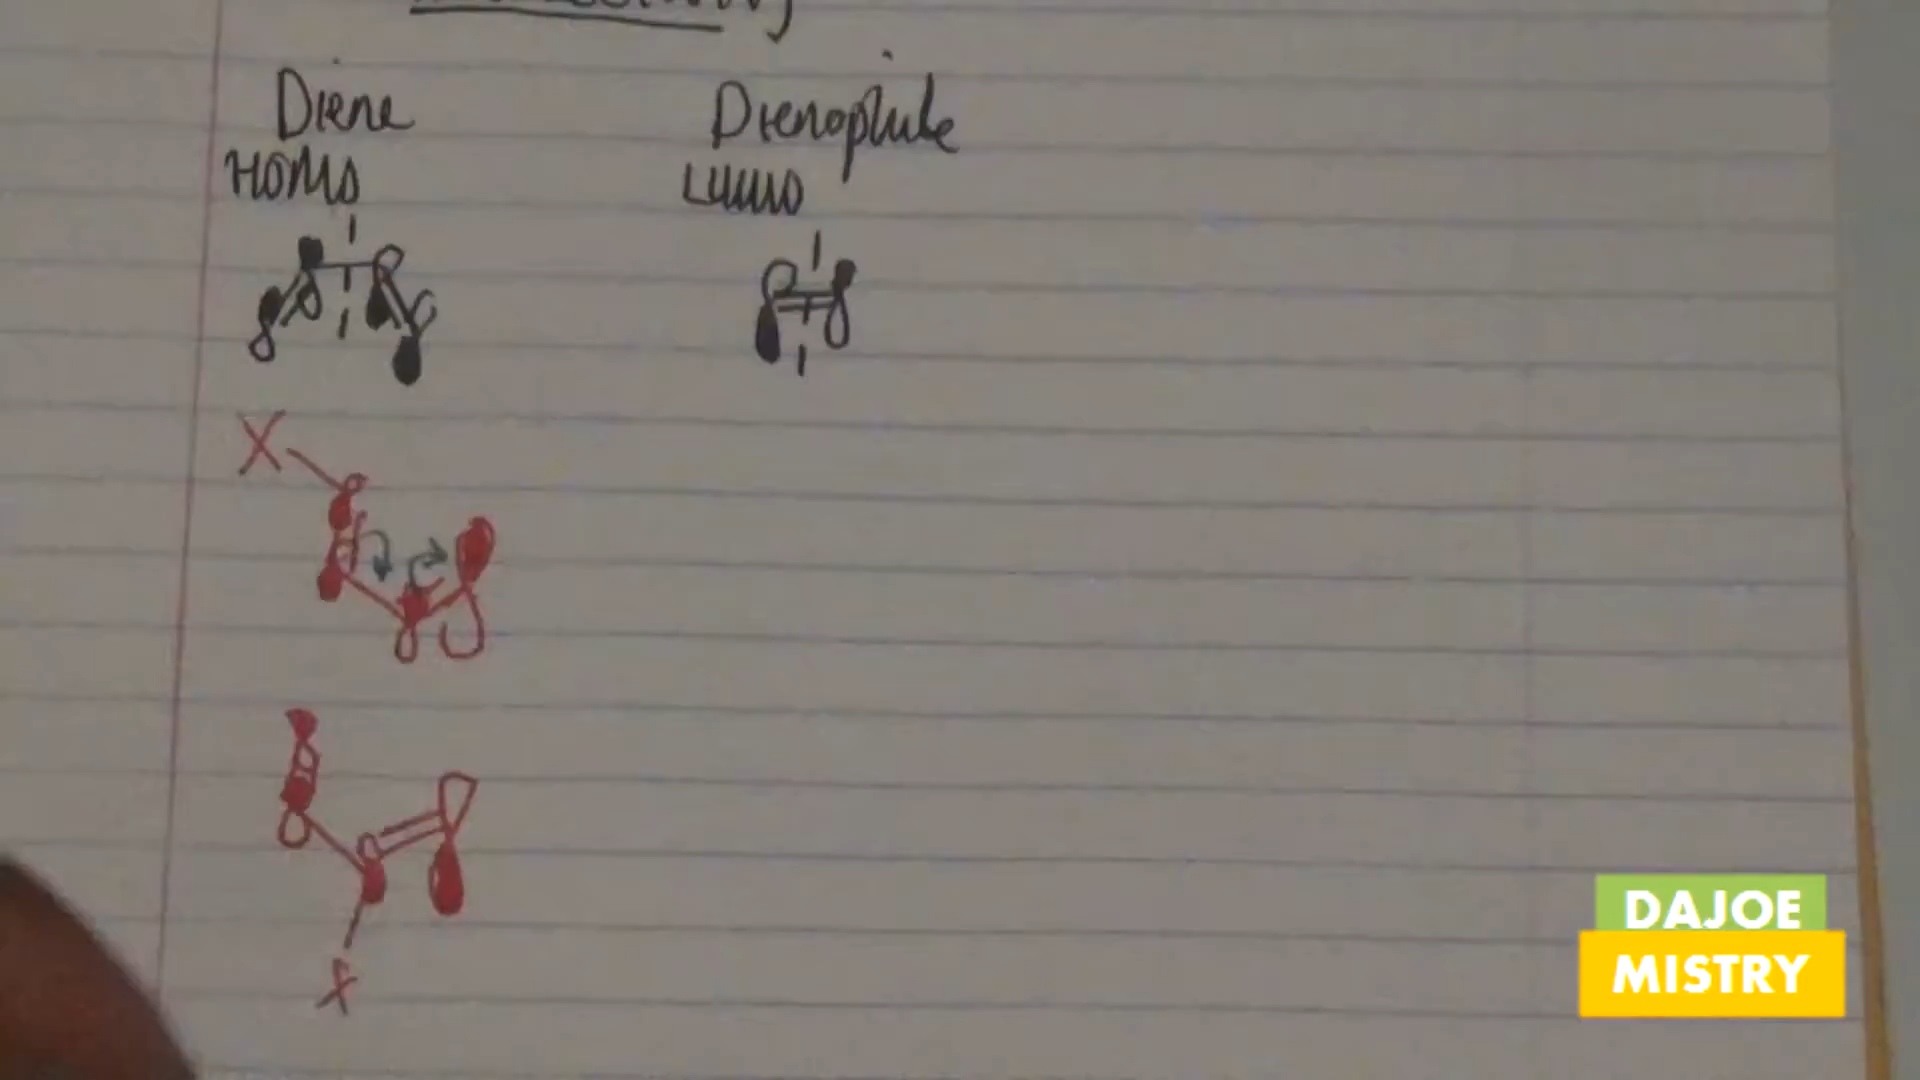 Diene Dienophile
HOMO LUMO
X
X
DAJOE
MISTRY